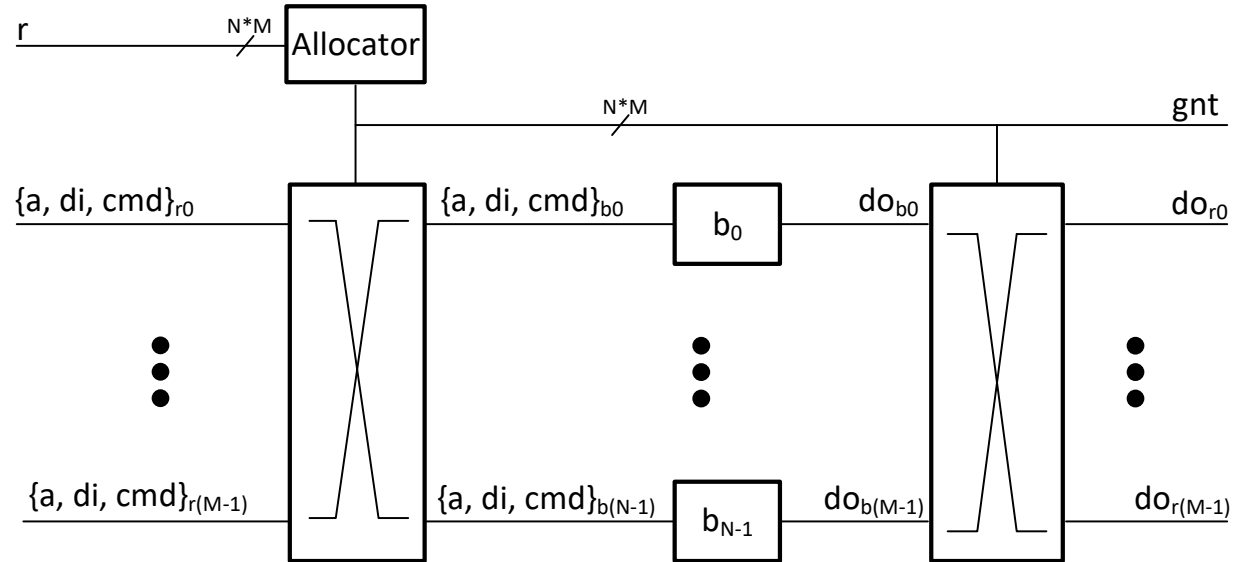 r
N*M
Allocator
N*M
gnt
{a, di, cmd}r0
{a, di, cmd}b0
b0
dob0
dor0
{a, di, cmd}r(M-1)
{a, di, cmd}b(N-1)
bN-1
dob(M-1)
dor(M-1)